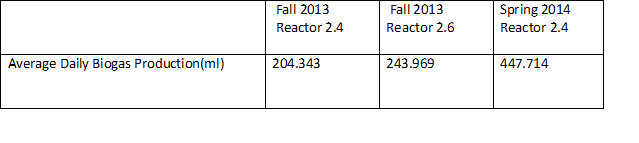 Fall 2013 Fall 2013 Spring 2014
Reactor 2.4 Reactor 2.6 Reactor 2.4
Average Daily Biogas Production(ml) 204.343 243.969 447.714